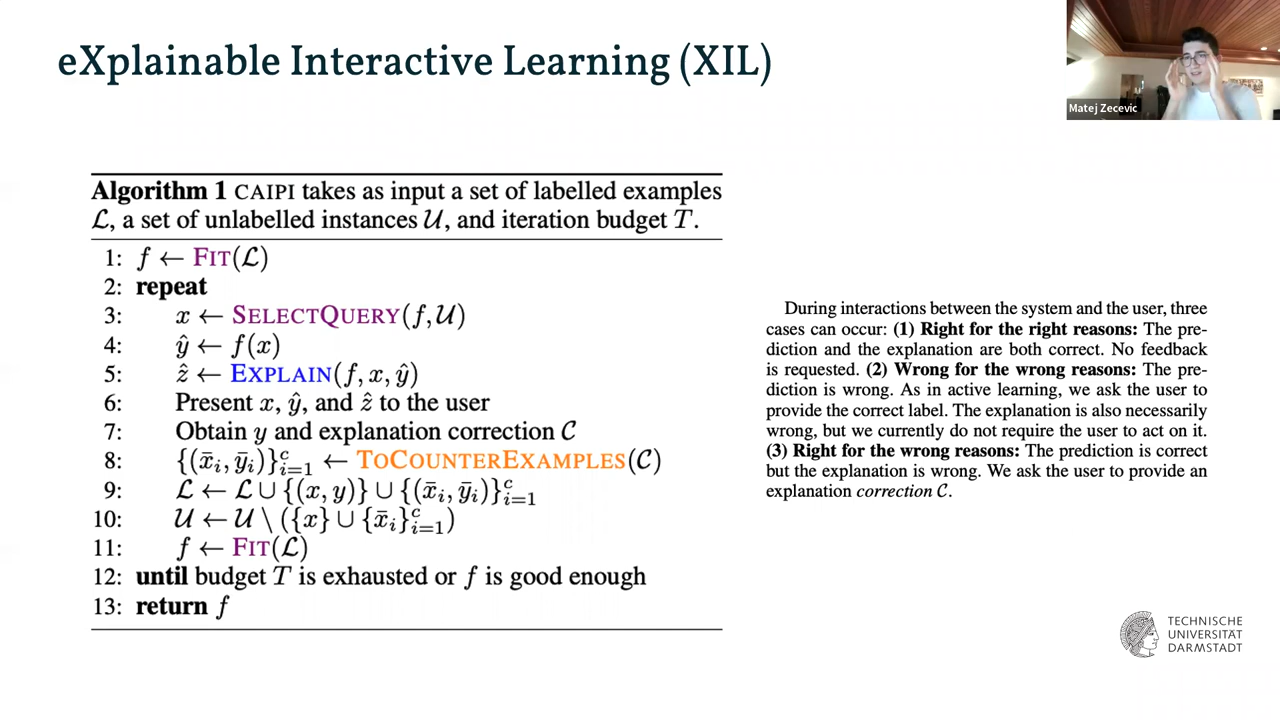 eXplainable Interactive Learning (XIL)
Matej Zecevic
Algorithm 1 CAIPI takes as input a set of labelled examples
ℒ, a set of unlabelled instances 𝒰, and iteration budget T.
1: f ← FIT(ℒ)
2: repeat
3: x ← SELECTQUERY(f, 𝒰)
4: ŷ ← f(x)
5: ẑ ← EXPLAIN(f, x, ŷ)
6: Present x, ŷ, and ẑ to the user
7: Obtain y and explanation correction 𝒞
8: {(x̄ᵢ, ȳᵢ)}ᶜᵢ₌₁ ← TOCOUNTEREXAMPLES(𝒞)
9: ℒ ← ℒ ∪ {(x, y)} ∪ {(x̄ᵢ, ȳᵢ)}ᶜᵢ₌₁
10: 𝒰 ← 𝒰 \ ({x} ∪ {x̄ᵢ}ᶜᵢ₌₁)
11: f ← FIT(ℒ)
12: until budget T is exhausted or f is good enough
13: return f
During interactions between the system and the user, three
cases can occur: (1) Right for the right reasons: The pre-
diction and the explanation are both correct. No feedback
is requested. (2) Wrong for the wrong reasons: The pre-
diction is wrong. As in active learning, we ask the user to
provide the correct label. The explanation is also necessarily
wrong, but we currently do not require the user to act on it.
(3) Right for the wrong reasons: The prediction is correct
but the explanation is wrong. We ask the user to provide an
explanation correction 𝒞.
TECHNISCHE
UNIVERSITÄT
DARMSTADT